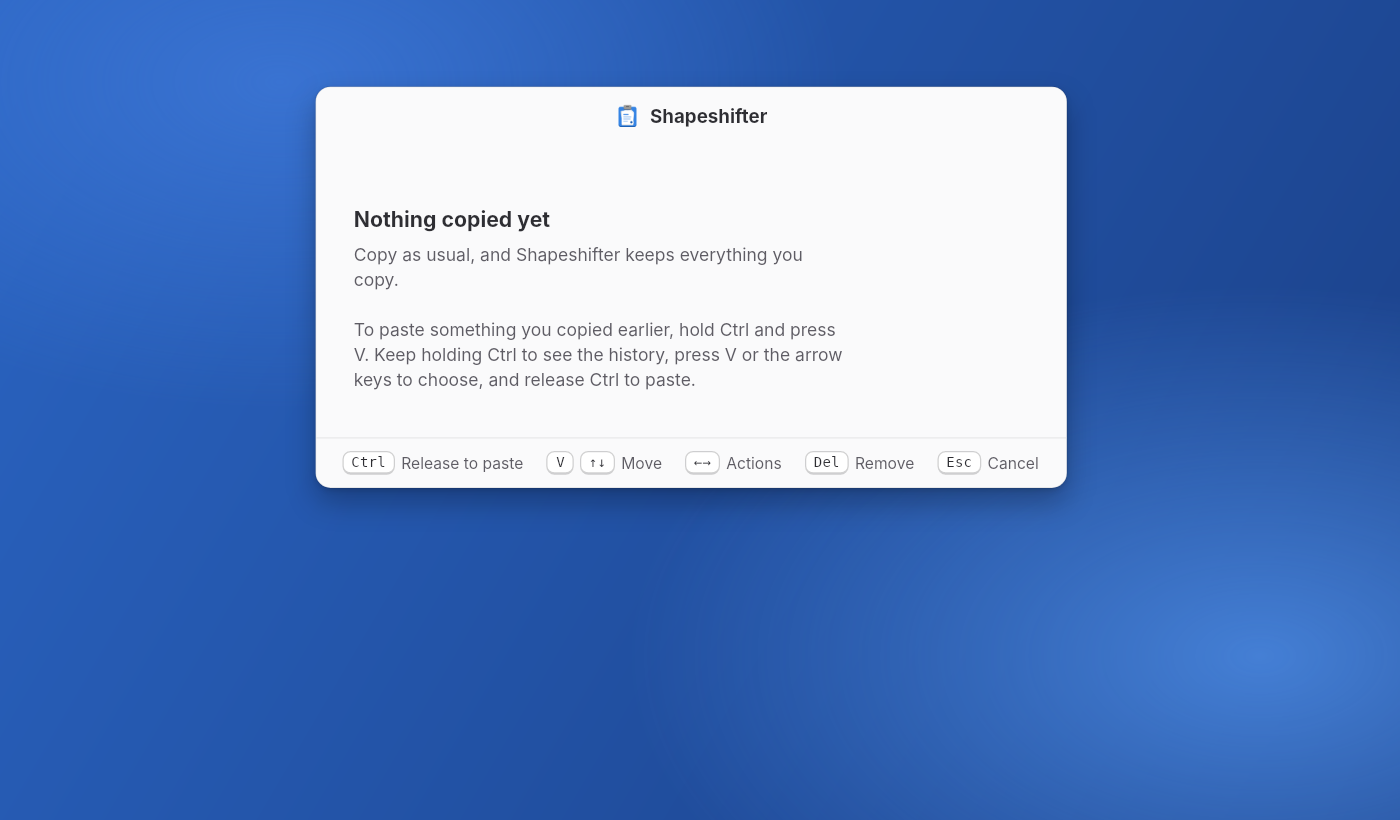 Shapeshifter
Nothing copied yet
Copy as usual, and Shapeshifter keeps everything you
copy.
To paste something you copied earlier, hold Ctrl and press
V. Keep holding Ctrl to see the history, press V or the arrow
keys to choose, and release Ctrl to paste.
Ctrl Release to paste V ↑↓ Move ←→ Actions Del Remove Esc Cancel